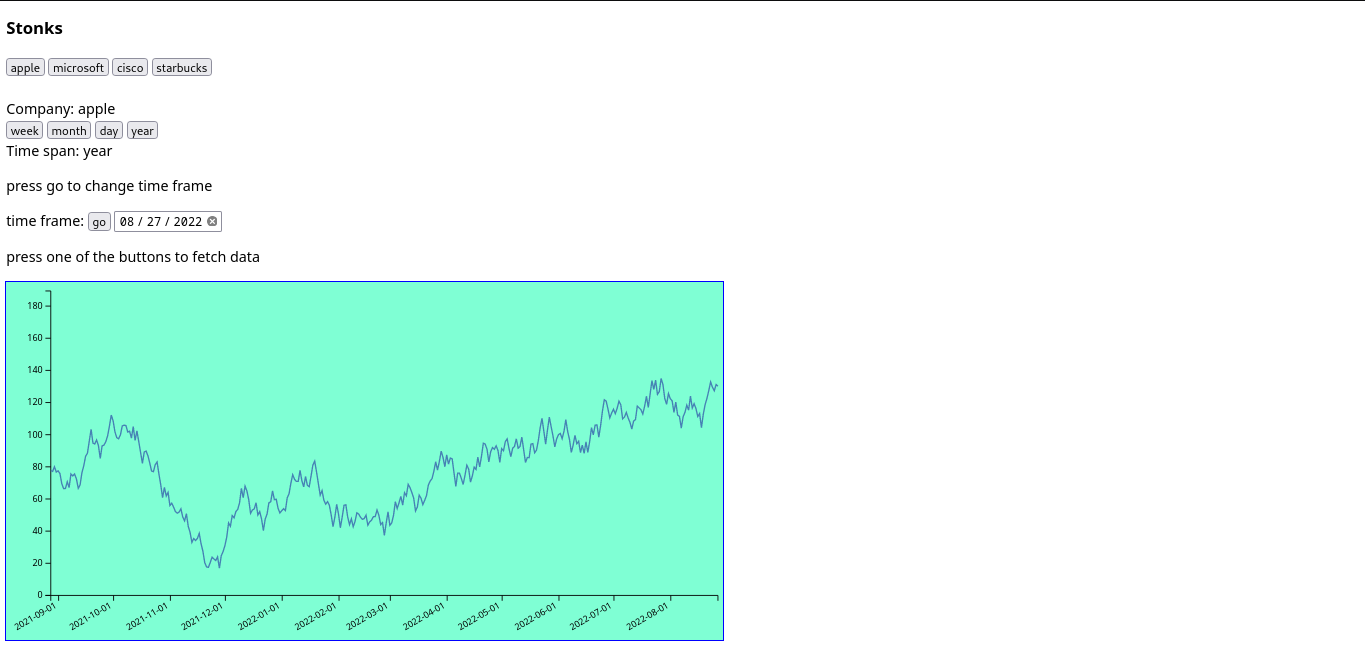 Stonks
apple microsoft cisco starbucks
Company: apple
week month day year
Time span: year
press go to change time frame
time frame: go 08 / 27 / 2022
press one of the buttons to fetch data
180
160
140
120
100
80
60
40
20
0
2021-09-01 2021-10-01 2021-11-01 2021-12-01 2022-01-01 2022-02-01 2022-03-01 2022-04-01 2022-05-01 2022-06-01 2022-07-01 2022-08-01